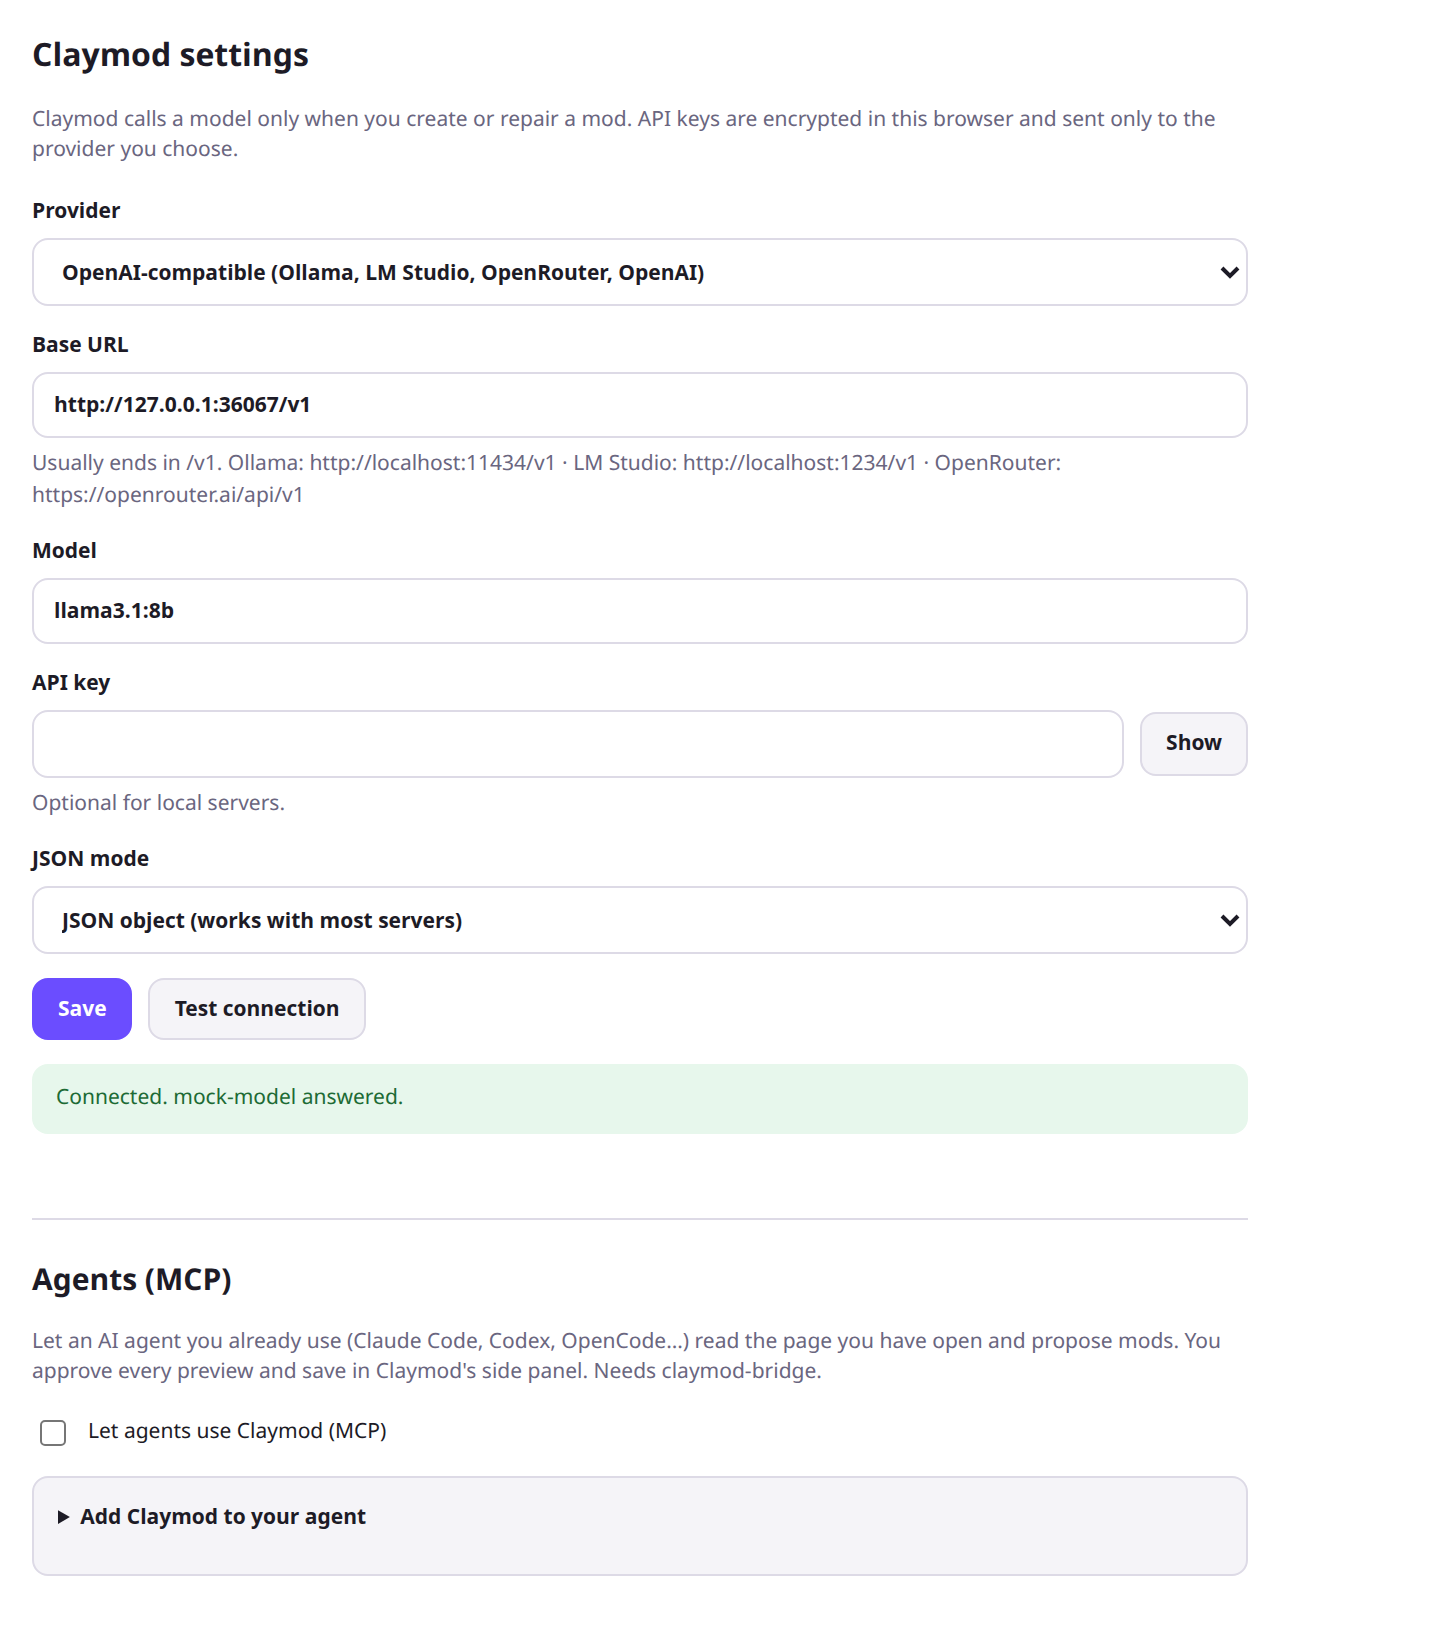 Claymod settings
Claymod calls a model only when you create or repair a mod. API keys are encrypted in this browser and sent only to the
provider you choose.
Provider
OpenAI-compatible (Ollama, LM Studio, OpenRouter, OpenAI)
Base URL
http://127.0.0.1:36067/v1
Usually ends in /v1. Ollama: http://localhost:11434/v1 · LM Studio: http://localhost:1234/v1 · OpenRouter:
https://openrouter.ai/api/v1
Model
llama3.1:8b
API key
Show
Optional for local servers.
JSON mode
JSON object (works with most servers)
Save
Test connection
Connected. mock-model answered.
Agents (MCP)
Let an AI agent you already use (Claude Code, Codex, OpenCode…) read the page you have open and propose mods. You
approve every preview and save in Claymod's side panel. Needs claymod-bridge.
Let agents use Claymod (MCP)
Add Claymod to your agent